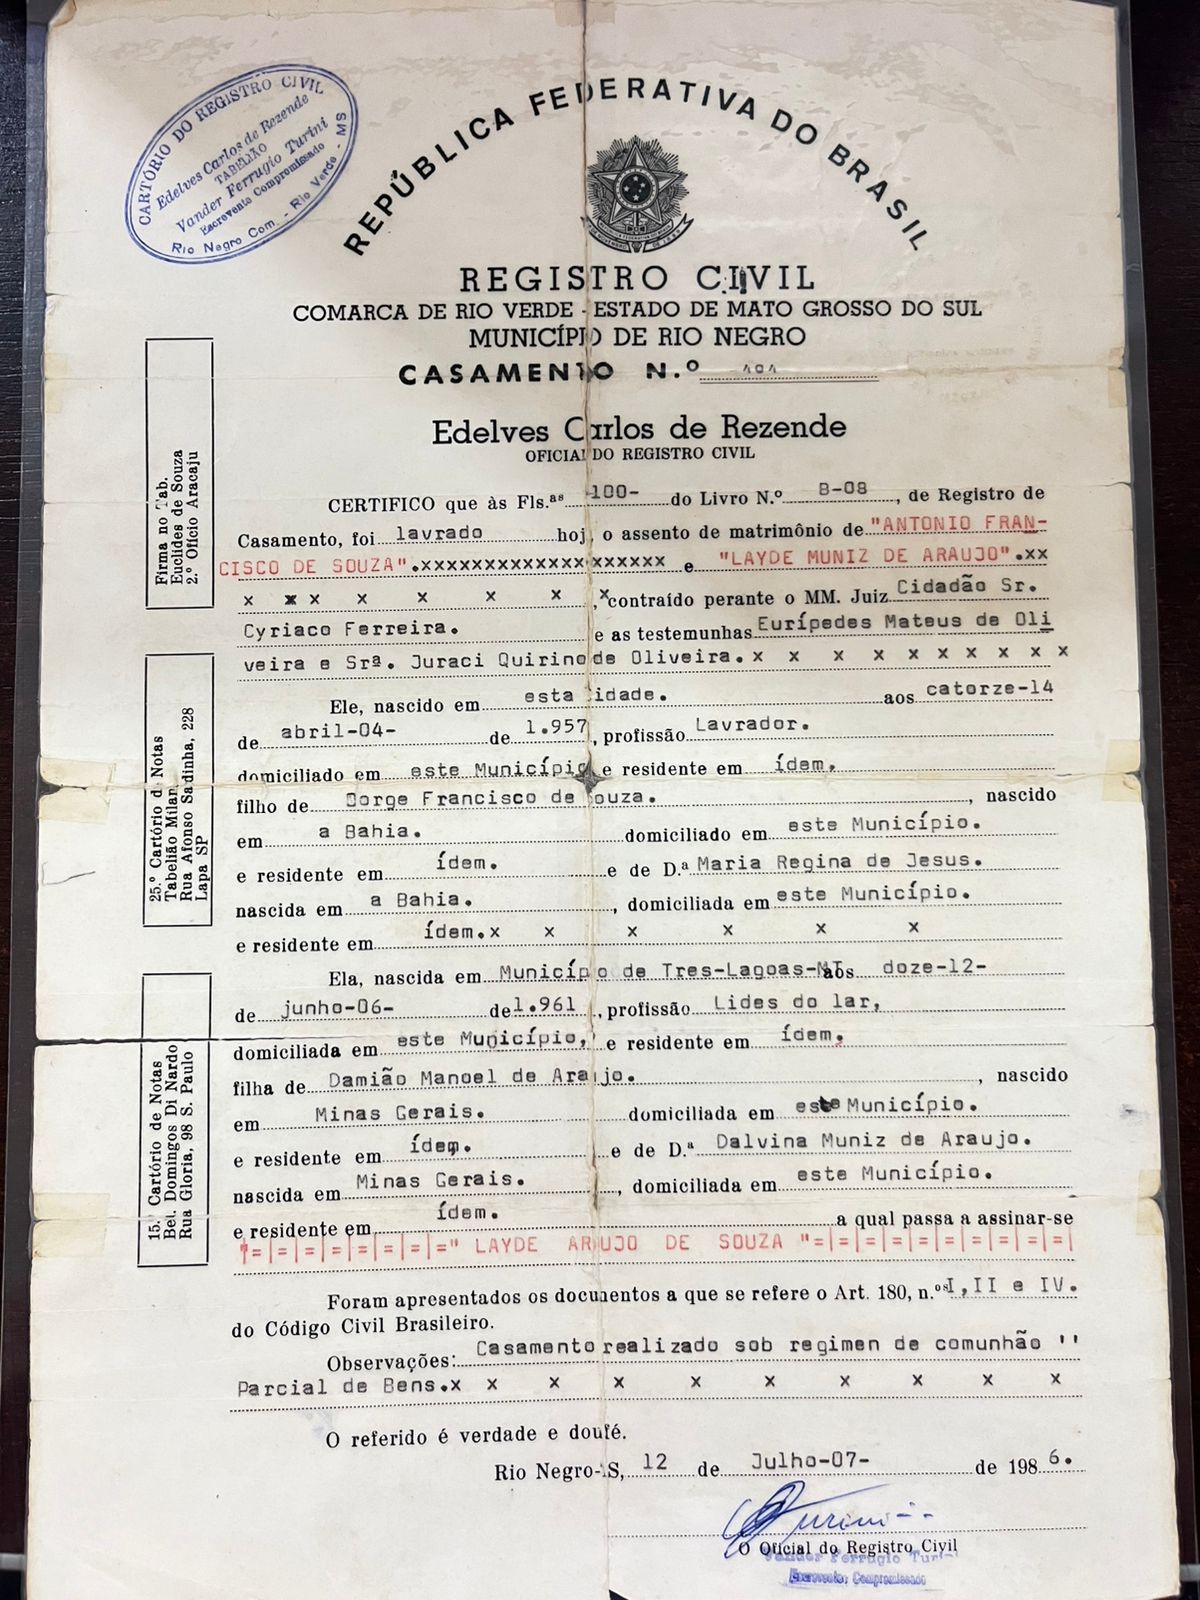 CARTÓRIO DO REGISTRO CIVIL
Edelves Carlos de Rezende
TABELIÃO
Vander Ferrugio Turini
Escrevente Compromissado
Rio Negro Com. - Rio Verde - MS
REPÚBLICA FEDERATIVA DO BRASIL
REGISTRO CIVIL
COMARCA DE RIO VERDE - ESTADO DE MATO GROSSO DO SUL
MUNICÍPIO DE RIO NEGRO
CASAMENTO N.º
Edelves Carlos de Rezende
OFICIAL DO REGISTRO CIVIL
Firma no Tab.
Euclides de Souza
2.º Ofício Aracaju
CERTIFICO que às Fls.as -100- do Livro N.º B-08, de Registro de
Casamento, foi lavrado hoje, o assento de matrimônio de "ANTONIO FRAN-
CISCO DE SOUZA".xxxxxxxxxxxxxxxxxxxxxx e "LAYDE MUNIZ DE ARAUJO".xx
x x x x x x x x, contraído perante o MM. Juiz Cidadão Sr.
Cyriaco Ferreira. e as testemunhas Eurípedes Mateus de Oli
veira e Srª. Juraci Quirino de Oliveira. x x x x x x x x x x
25.º Cartório de Notas
Tabelião Milan
Rua Afonso Sardinha, 228
Lapa SP
Ele, nascido em esta cidade. aos catorze-14
de abril-04- de 1.957, profissão Lavrador.
domiciliado em este Município e residente em ídem.
filho de Jorge Francisco de Souza. , nascido
em a Bahia. domiciliado em este Município.
e residente em ídem. e de D.ª Maria Regina de Jesus.
nascida em a Bahia. , domiciliada em este Município.
e residente em ídem.x x x x x x
15.º Cartório de Notas
Bel. Domingos Di Nardo
Rua Gloria, 98 S. Paulo
Ela, nascida em Município de Tres-Lagoas-MT aos doze-12-
de junho-06- de 1.961, profissão Lides do lar,
domiciliada em este Município, e residente em ídem.
filha de Damião Manoel de Araujo. , nascido
em Minas Gerais. domiciliada em este Município.
e residente em ídem. e de D.ª Dalvina Muniz de Araujo.
nascida em Minas Gerais. , domiciliada em este Município.
e residente em ídem. a qual passa a assinar-se
"=|=|=|=|=|=|=|=" LAYDE ARAUJO DE SOUZA "=|=|=|=|=|=|=|=|=|=|=|
Foram apresentados os documentos a que se refere o Art. 180, n.os I, II e IV.
do Código Civil Brasileiro.
Observações: Casamento realizado sob regimen de comunhão ''
Parcial de Bens.x x x x x x x x x x
O referido é verdade e dou fé.
Rio Negro-MS, 12 de Julho-07- de 1986.
Turini
O Oficial do Registro Civil
Vander Ferrugio Turini
Escrevente Compromissado